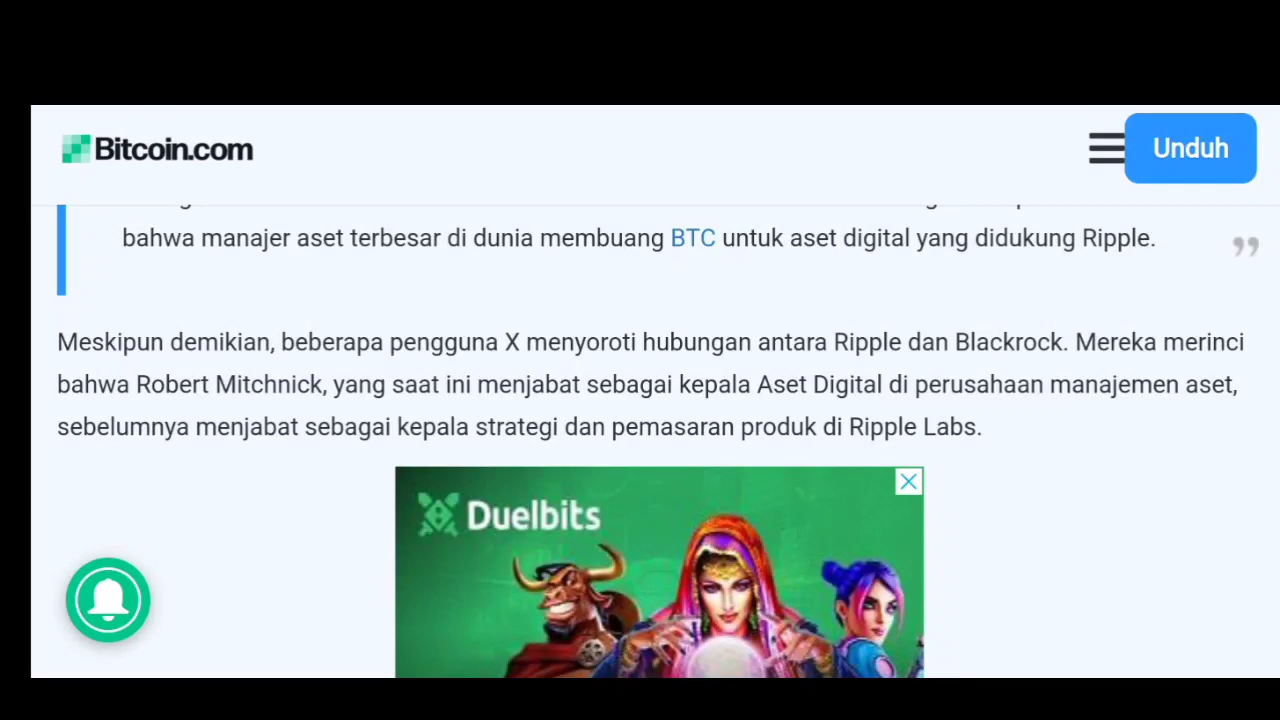 Bitcoin.com
Unduh
bahwa manajer aset terbesar di dunia membuang BTC untuk aset digital yang didukung Ripple.
Meskipun demikian, beberapa pengguna X menyoroti hubungan antara Ripple dan Blackrock. Mereka merinci
bahwa Robert Mitchnick, yang saat ini menjabat sebagai kepala Aset Digital di perusahaan manajemen aset,
sebelumnya menjabat sebagai kepala strategi dan pemasaran produk di Ripple Labs.
Duelbits